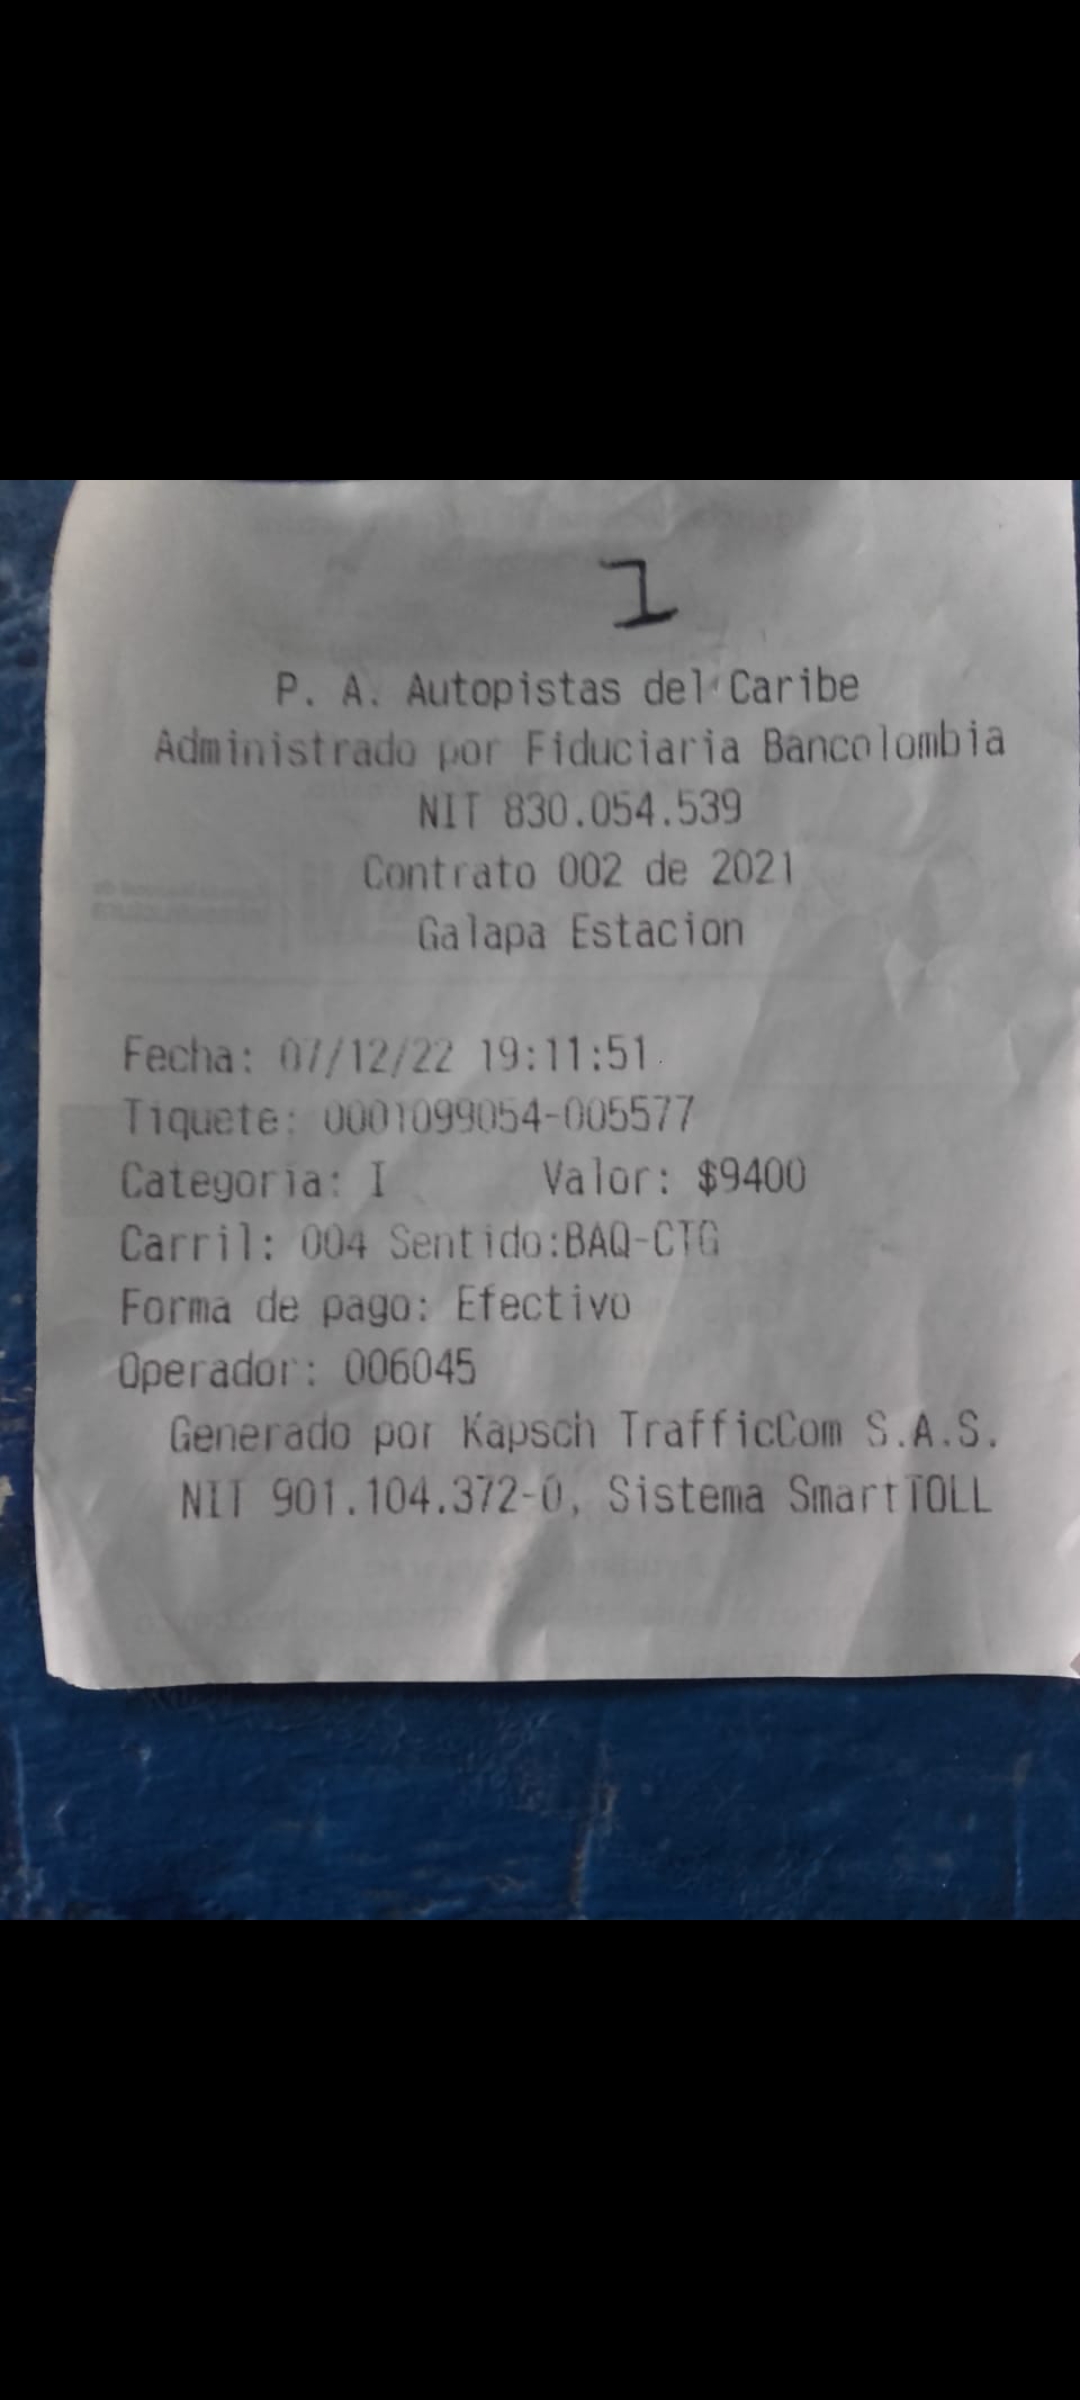 1
P. A. Autopistas del Caribe
Administrado por Fiduciaria Bancolombia
NIT 830.054.539
Contrato 002 de 2021
Galapa Estacion
Fecha: 07/12/22 19:11:51
Tiquete: 0001099054-005577
Categoria: I Valor: $9400
Carril: 004 Sentido:BAQ-CTG
Forma de pago: Efectivo
Operador: 006045
Generado por Kapsch TrafficCom S.A.S.
NIT 901.104.372-0, Sistema SmartTOLL